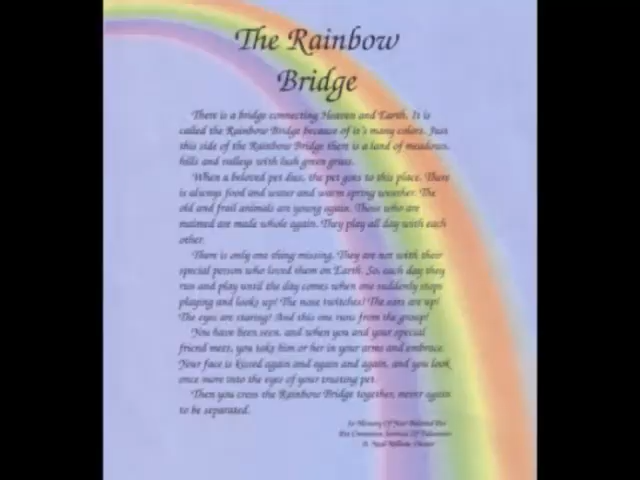 The Rainbow
Bridge
There is a bridge connecting Heaven and Earth. It is
called the Rainbow Bridge because of it's many colors. Just
this side of the Rainbow Bridge there is a land of meadows,
hills and valleys with lush green grass.
When a beloved pet dies, the pet goes to this place. There
is always food and water and warm spring weather. The
old and frail animals are young again. Those who are
maimed are made whole again. They play all day with each
other.
There is only one thing missing. They are not with their
special person who loved them on Earth. So, each day they
run and play until the day comes when one suddenly stops
playing and looks up! The nose twitches! The ears are up!
The eyes are staring! And this one runs from the group!
You have been seen, and when you and your special
friend meet, you take him or her in your arms and embrace.
Your face is kissed again and again and again, and you look
once more into the eyes of your trusting pet.
Then you cross the Rainbow Bridge together, never again
to be separated.
In Memory Of Your Beloved Pet
Pet Cremation Services Of